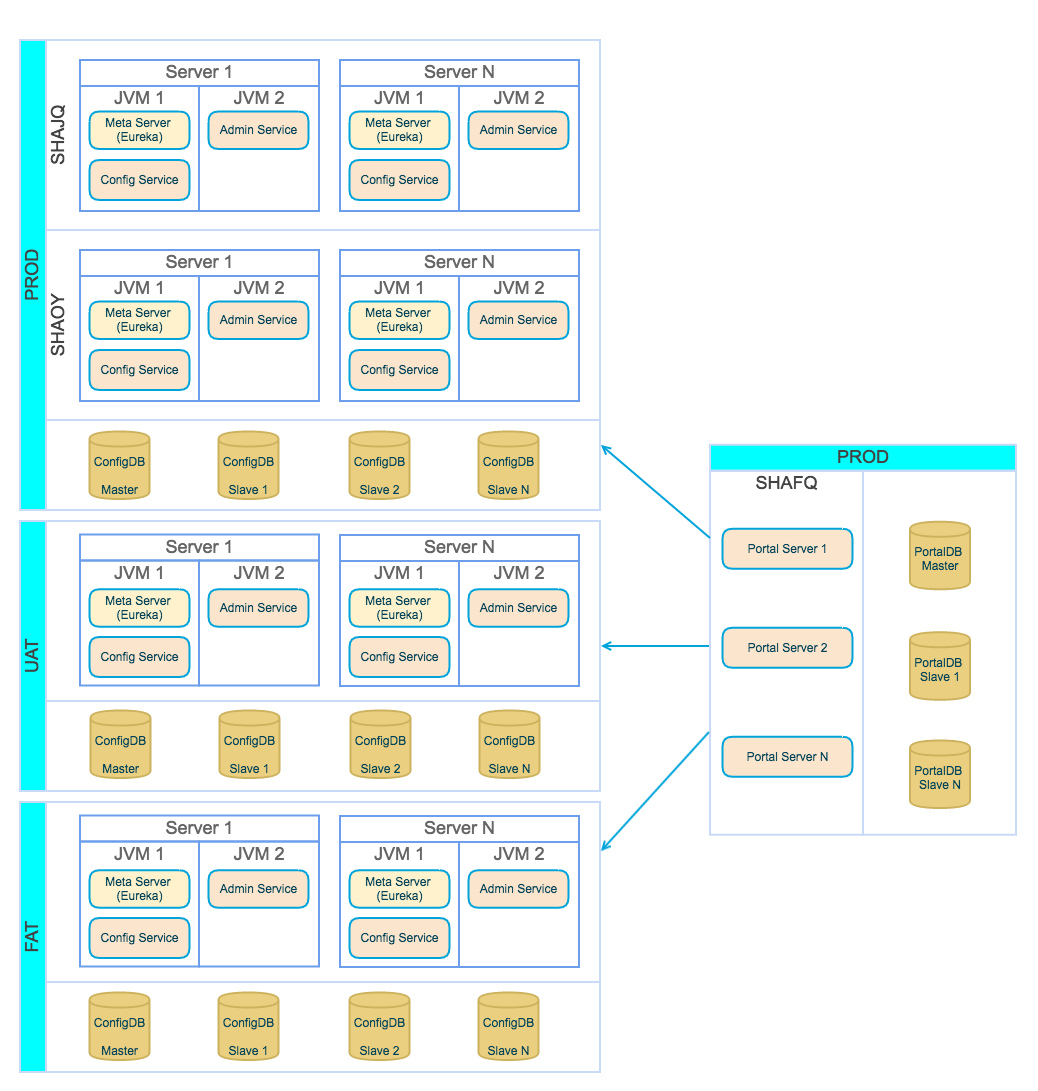 PROD
SHAJQ
Server 1
JVM 1
JVM 2
Meta Server
(Eureka)
Admin Service
Config Service
Server N
JVM 1
JVM 2
Meta Server
(Eureka)
Admin Service
Config Service
SHAOY
Server 1
JVM 1
JVM 2
Meta Server
(Eureka)
Admin Service
Config Service
Server N
JVM 1
JVM 2
Meta Server
(Eureka)
Admin Service
Config Service
ConfigDB
Master
ConfigDB
Slave 1
ConfigDB
Slave 2
ConfigDB
Slave N
UAT
Server 1
JVM 1
JVM 2
Meta Server
(Eureka)
Admin Service
Config Service
Server N
JVM 1
JVM 2
Meta Server
(Eureka)
Admin Service
Config Service
ConfigDB
Master
ConfigDB
Slave 1
ConfigDB
Slave 2
ConfigDB
Slave N
FAT
Server 1
JVM 1
JVM 2
Meta Server
(Eureka)
Admin Service
Config Service
Server N
JVM 1
JVM 2
Meta Server
(Eureka)
Admin Service
Config Service
ConfigDB
Master
ConfigDB
Slave 1
ConfigDB
Slave 2
ConfigDB
Slave N
PROD
SHAFQ
Portal Server 1
Portal Server 2
Portal Server N
PortalDB
Master
PortalDB
Slave 1
PortalDB
Slave N